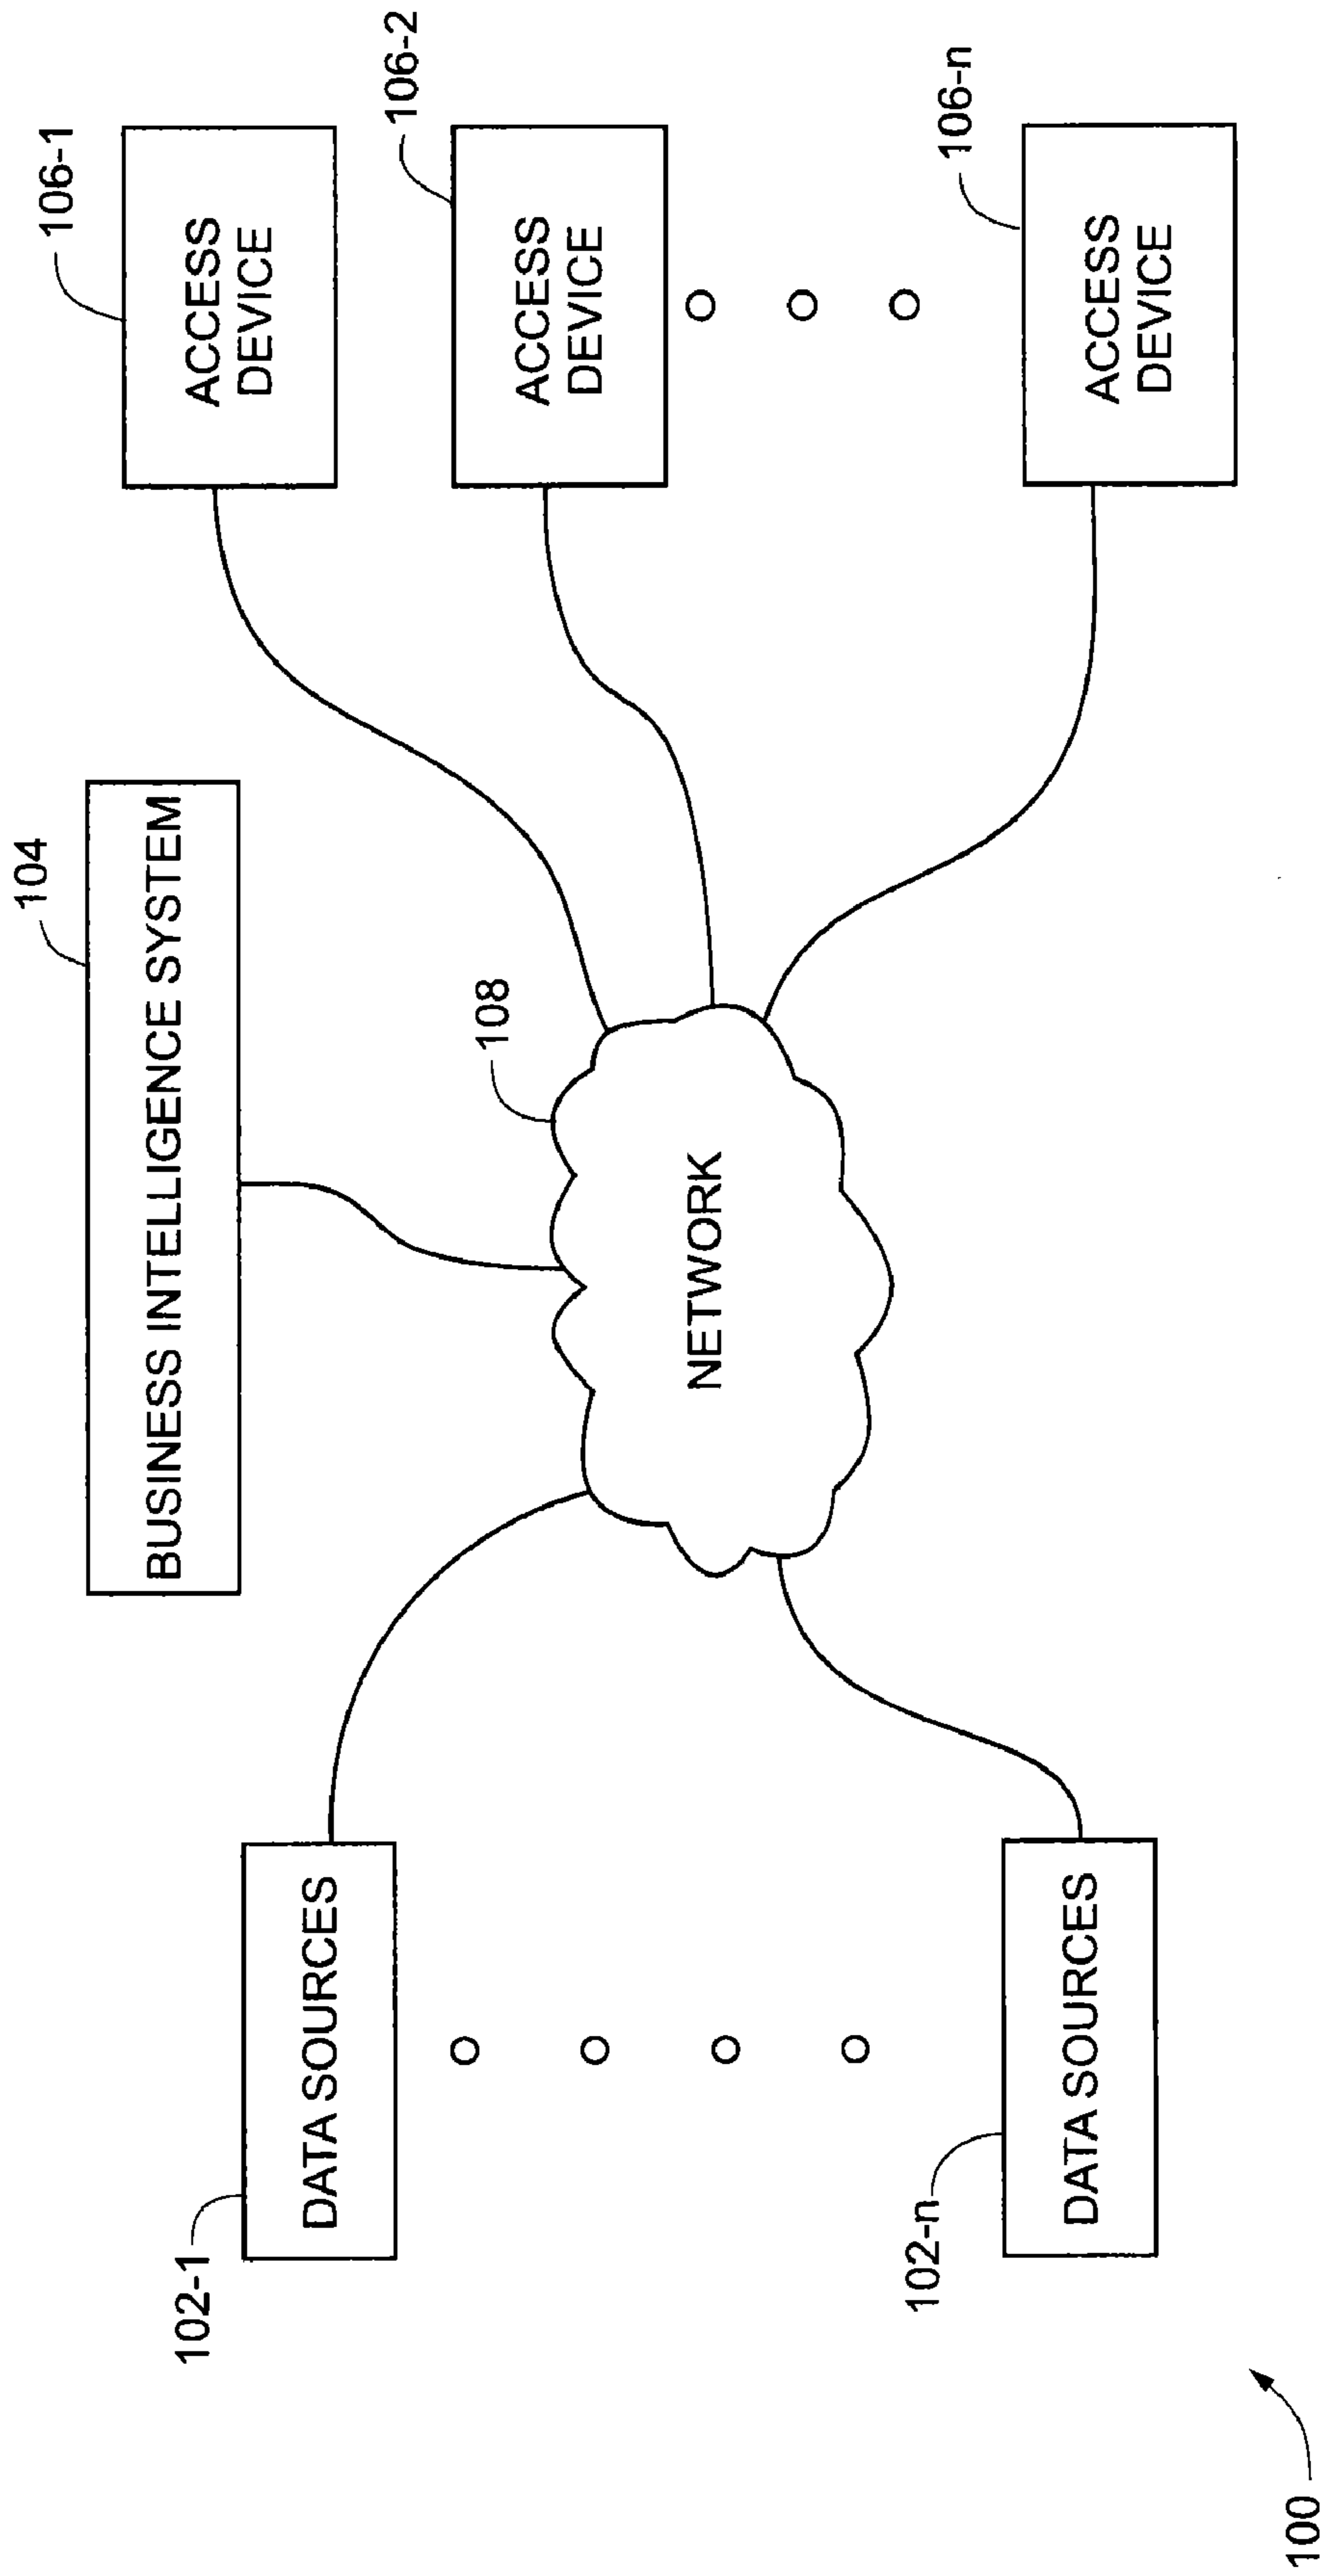 104
BUSINESS INTELLIGENCE SYSTEM
106-1
ACCESS
DEVICE
102-1
DATA SOURCES
108
NETWORK
106-2
ACCESS
DEVICE
102-n
DATA SOURCES
106-n
ACCESS
DEVICE
100